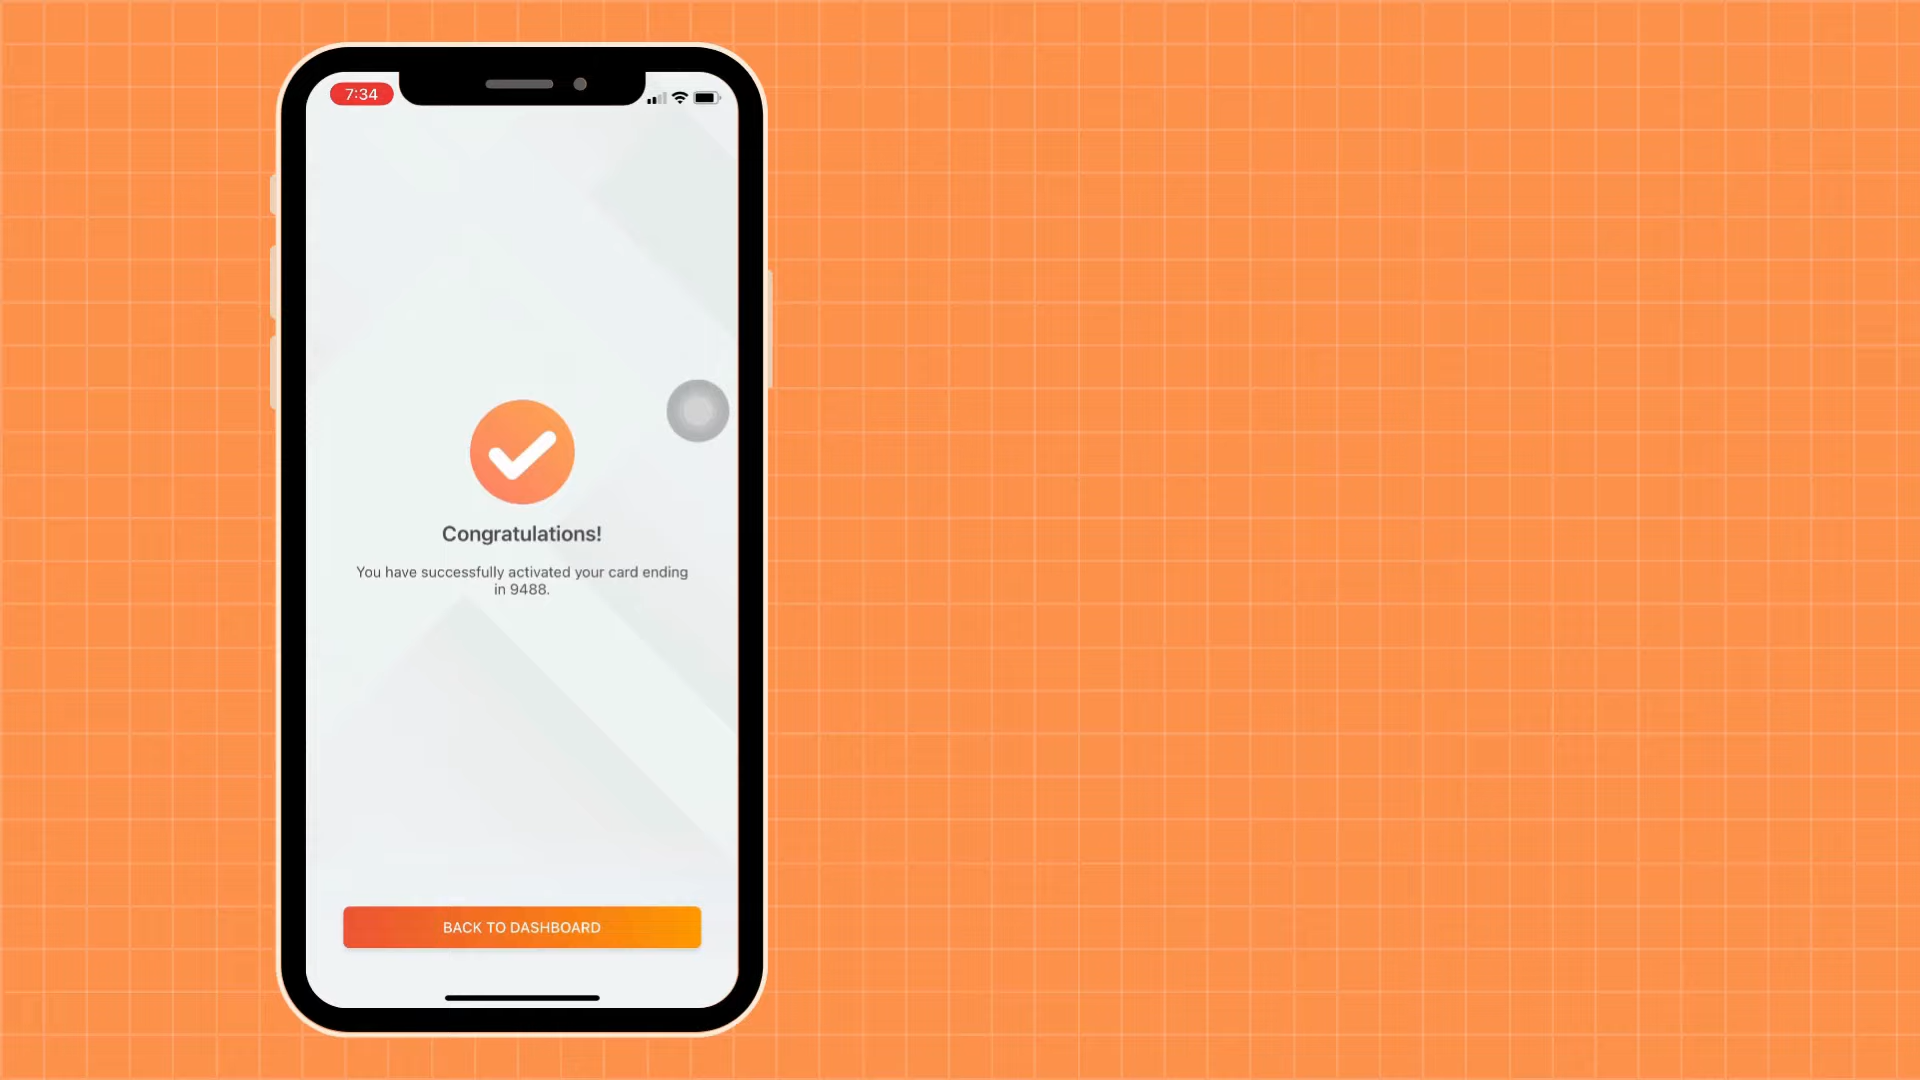 7:34
Congratulations!
You have successfully activated your card ending
in 9488.
BACK TO DASHBOARD